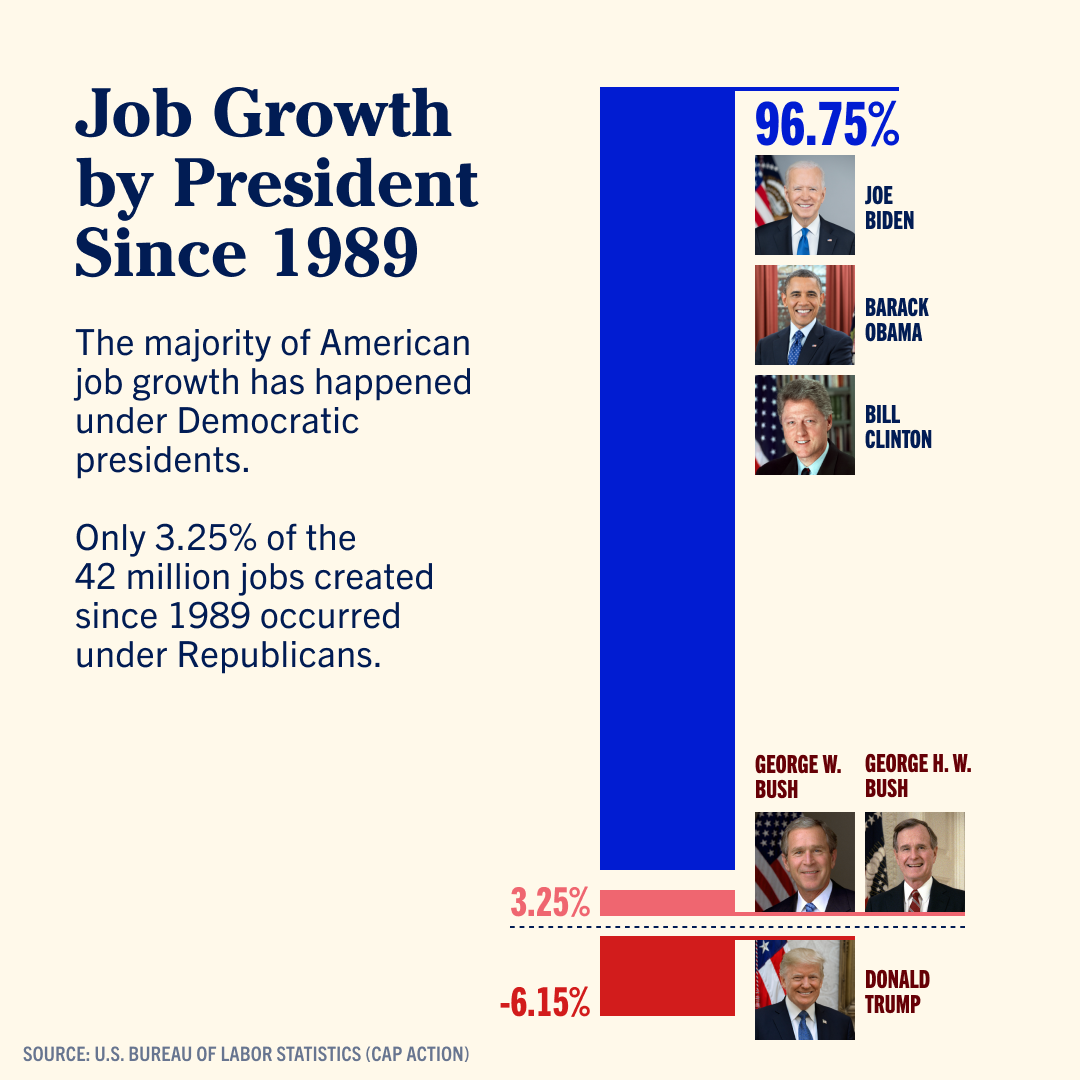 Job Growth
by President
Since 1989
The majority of American
job growth has happened
under Democratic
presidents.
Only 3.25% of the
42 million jobs created
since 1989 occurred
under Republicans.
96.75%
JOE
BIDEN
BARACK
OBAMA
BILL
CLINTON
GEORGE W.
BUSH
GEORGE H. W.
BUSH
3.25%
-6.15%
DONALD
TRUMP
SOURCE: U.S. BUREAU OF LABOR STATISTICS (CAP ACTION)